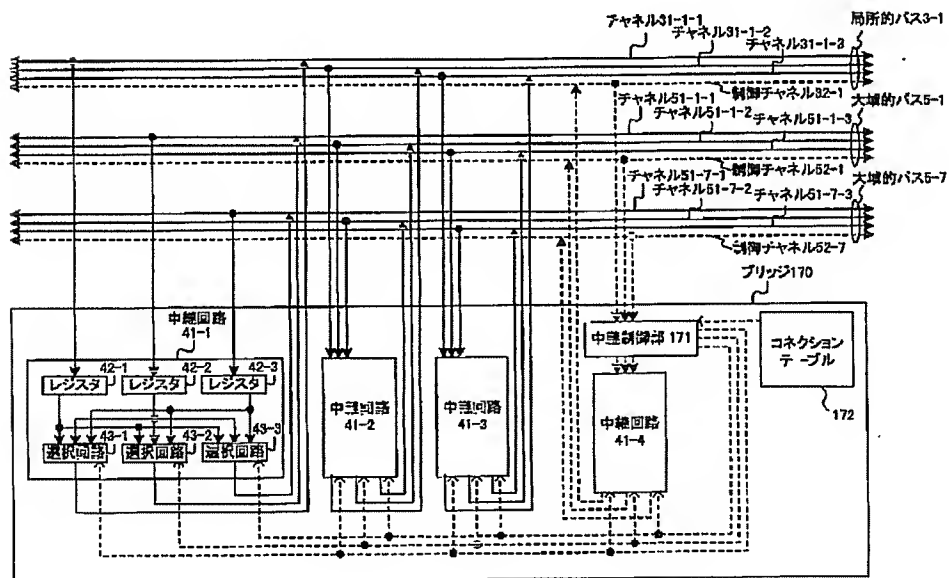 チャネル31-1-1
チャネル31-1-2
チャネル31-1-3
局所的バス3-1
制御チャネル32-1
チャネル51-1-1
チャネル51-1-2
チャネル51-1-3
大域的バス5-1
制御チャネル52-1
チャネル51-7-1
チャネル51-7-2
チャネル51-7-3
大域的バス5-7
制御チャネル52-7
ブリッジ170
中継回路
41-1
42-1
42-2
42-3
レジスタ
レジスタ
レジスタ
43-1
43-2
43-3
選択回路
選択回路
選択回路
中継回路
41-2
中継回路
41-3
中継制御部 171
中継回路
41-4
コネクション
テーブル
172